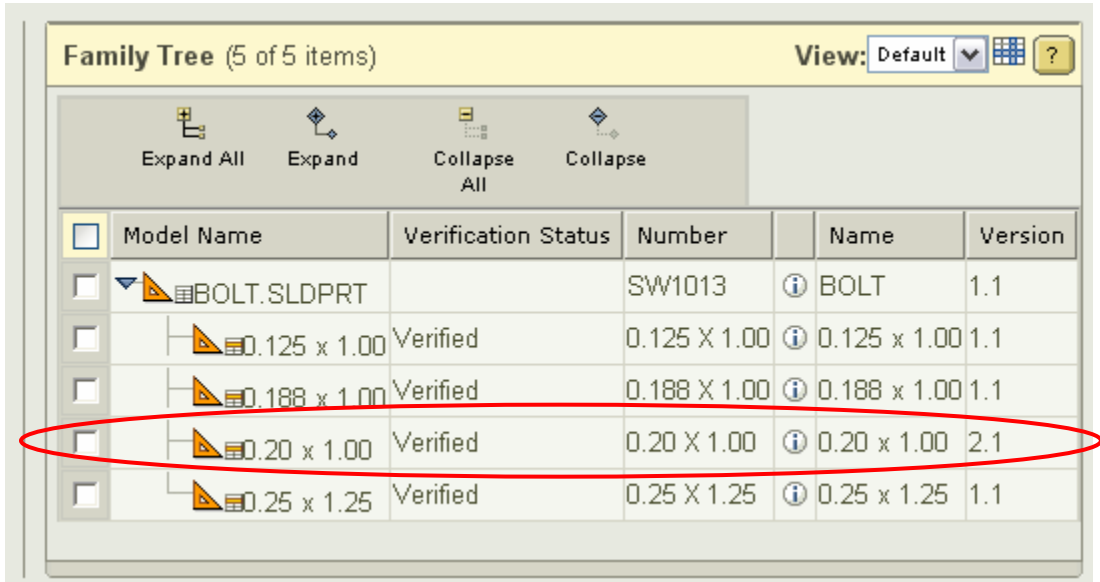 Family Tree (5 of 5 items) View: Default ?
Expand All Expand Collapse All Collapse
Model Name Verification Status Number Name Version
BOLT.SLDPRT SW1013 BOLT 1.1
0.125 x 1.00 Verified 0.125 X 1.00 0.125 x 1.00 1.1
0.188 x 1.00 Verified 0.188 X 1.00 0.188 x 1.00 1.1
0.20 x 1.00 Verified 0.20 X 1.00 0.20 x 1.00 2.1
0.25 x 1.25 Verified 0.25 X 1.25 0.25 x 1.25 1.1